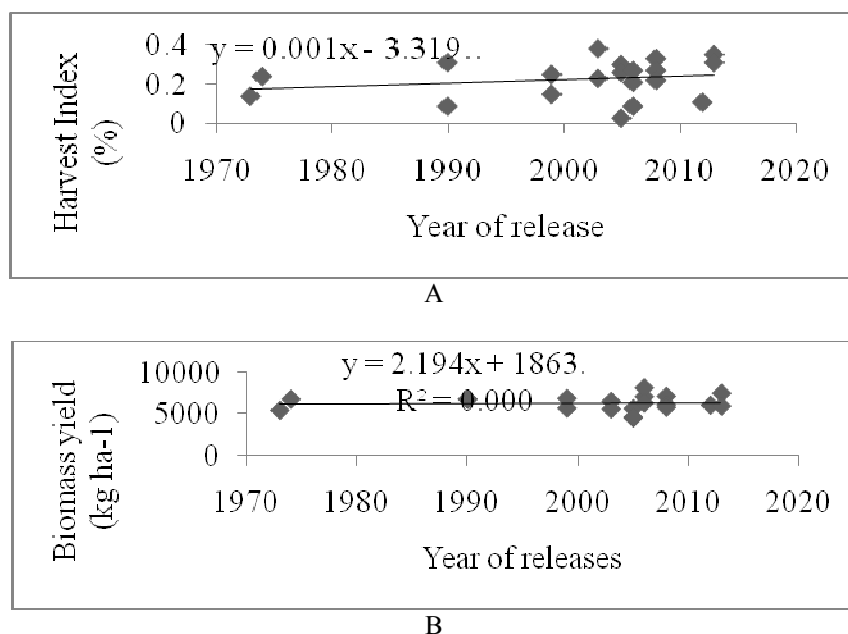 0.4
0.2
0
y = 0.001x - 3.319..
Harvest Index
(%)
1970 1980 1990 2000 2010 2020
Year of release
A
10000
5000
0
y = 2.194x + 1863.
R² = 0.000
Biomass yield
(kg ha-1)
1970 1980 1990 2000 2010 2020
Year of releases
B